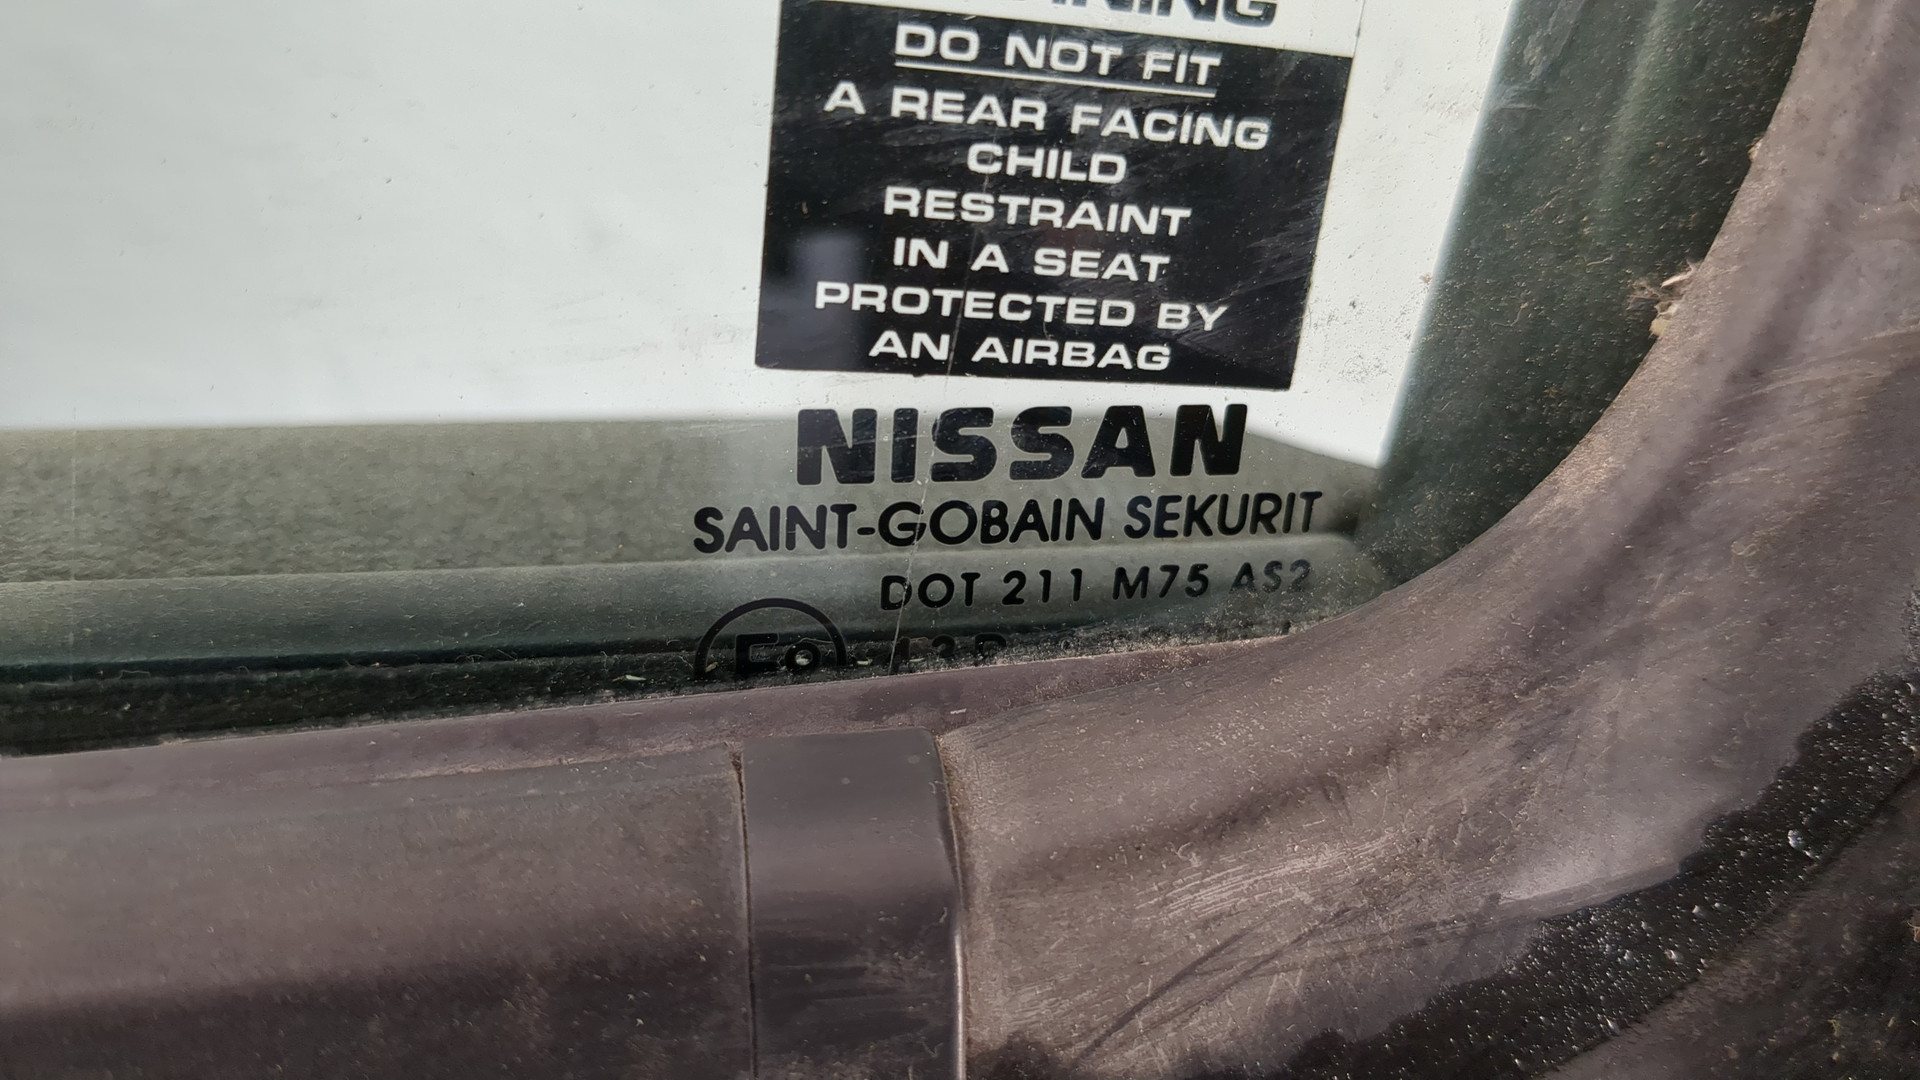 DO NOT FIT
A REAR FACING
CHILD
RESTRAINT
IN A SEAT
PROTECTED BY
AN AIRBAG
NISSAN
SAINT-GOBAIN SEKURIT
DOT 211 M75 AS2